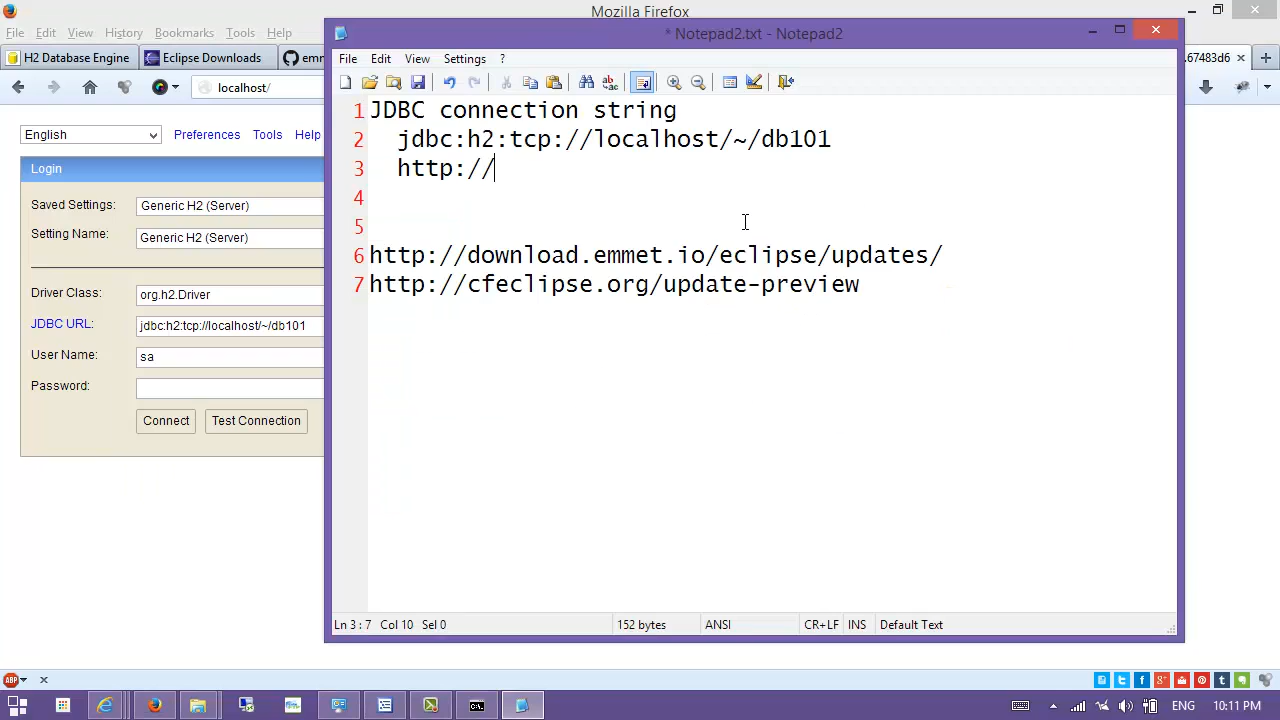 Mozilla Firefox
File Edit View History Bookmarks Tools Help
* Notepad2.txt - Notepad2
H2 Database Engine
Eclipse Downloads
.67483d6
localhost/
File Edit View Settings ?
English
Preferences Tools Help
Login
Saved Settings: Generic H2 (Server)
Setting Name: Generic H2 (Server)
Driver Class: org.h2.Driver
JDBC URL: jdbc:h2:tcp://localhost/~/db101
User Name: sa
Password:
Connect Test Connection
1 JDBC connection string
2 jdbc:h2:tcp://localhost/~/db101
3 http://
4
5
6 http://download.emmet.io/eclipse/updates/
7 http://cfeclipse.org/update-preview
Ln 3 : 7 Col 10 Sel 0 152 bytes ANSI CR+LF INS Default Text
ABP
ENG 10:11 PM